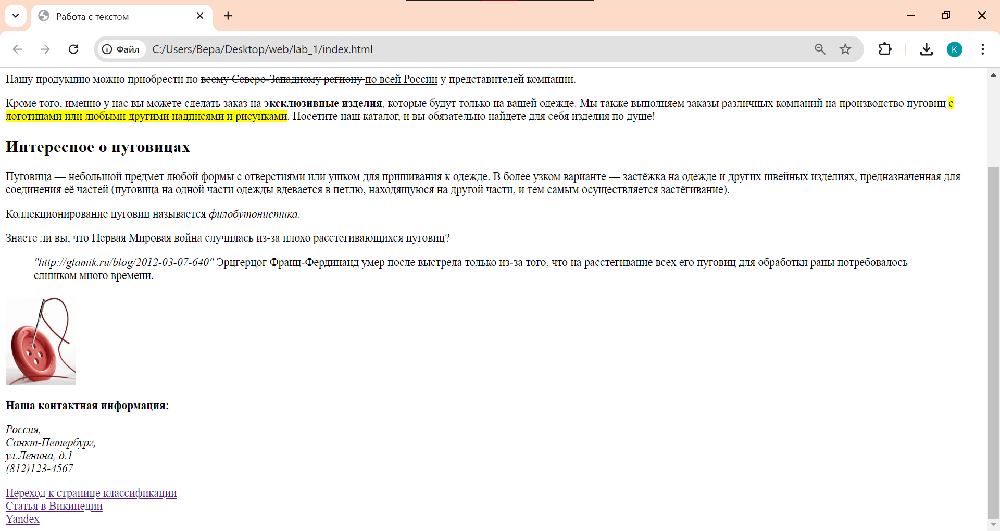 Работа с текстом
Файл
C:/Users/Вера/Desktop/web/lab_1/index.html
K
Нашу продукцию можно приобрести по всему Северо-Западному региону по всей России у представителей компании.
Кроме того, именно у нас вы можете сделать заказ на эксклюзивные изделия, которые будут только на вашей одежде. Мы также выполняем заказы различных компаний на производство пуговиц с
логотипами или любыми другими надписями и рисунками. Посетите наш каталог, и вы обязательно найдете для себя изделия по душе!
Интересное о пуговицах
Пуговица — небольшой предмет любой формы с отверстиями или ушком для пришивания к одежде. В более узком варианте — застёжка на одежде и других швейных изделиях, предназначенная для
соединения её частей (пуговица на одной части одежды вдевается в петлю, находящуюся на другой части, и тем самым осуществляется застёгивание).
Коллекционирование пуговиц называется филобутонистика.
Знаете ли вы, что Первая Мировая война случилась из-за плохо расстегивающихся пуговиц?
"http://glamik.ru/blog/2012-03-07-640" Эрцгерцог Франц-Фердинанд умер после выстрела только из-за того, что на расстегивание всех его пуговиц для обработки раны потребовалось
слишком много времени.
Наша контактная информация:
Россия,
Санкт-Петербург,
ул.Ленина, д.1
(812)123-4567
Переход к странице классификации
Статья в Википедии
Yandex